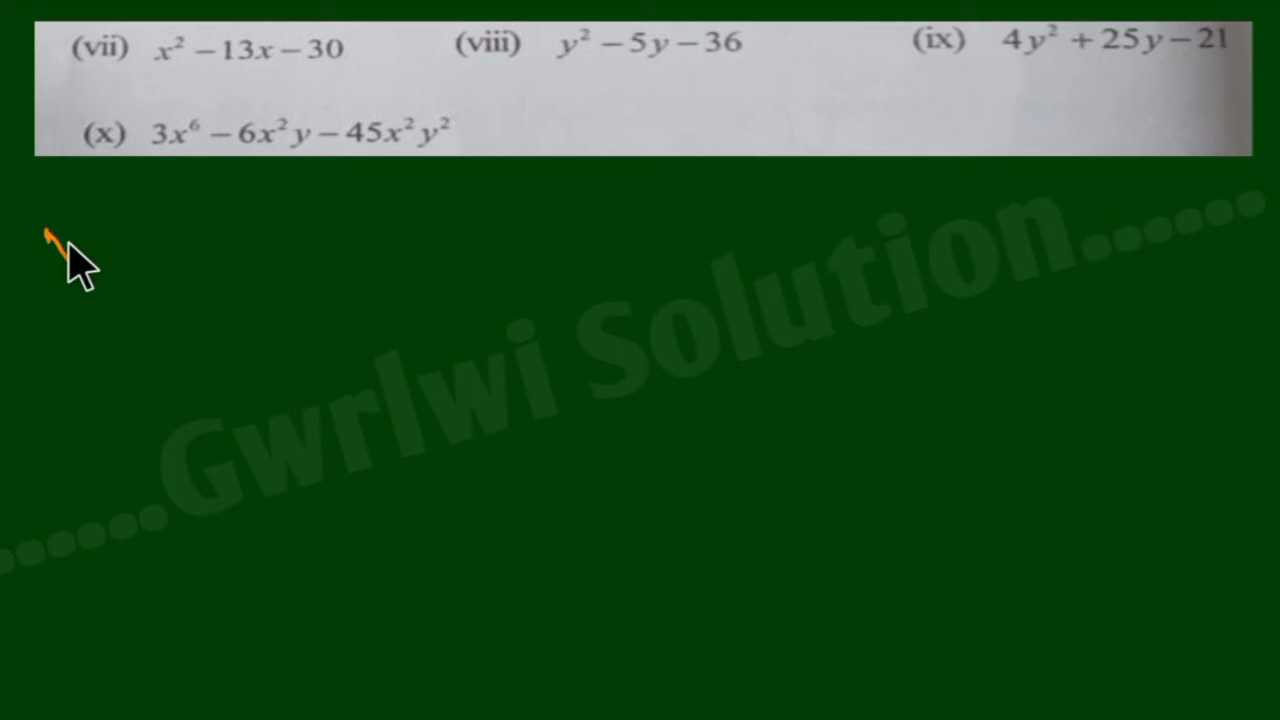 (vii) x² – 13x – 30 (viii) y² – 5y – 36 (ix) 4y² + 25y – 21
(x) 3x⁶ – 6x²y – 45x²y²
......Gwrlwi Solution......